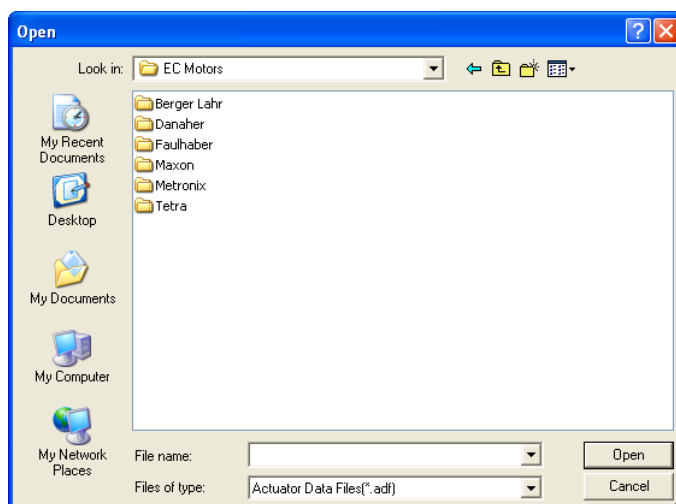 Open
Look in:
EC Motors
Berger Lahr
Danaher
Faulhaber
Maxon
Metronix
Tetra
My Recent
Documents
Desktop
My Documents
My Computer
My Network
Places
File name:
Open
Files of type:
Actuator Data Files(*.adf)
Cancel